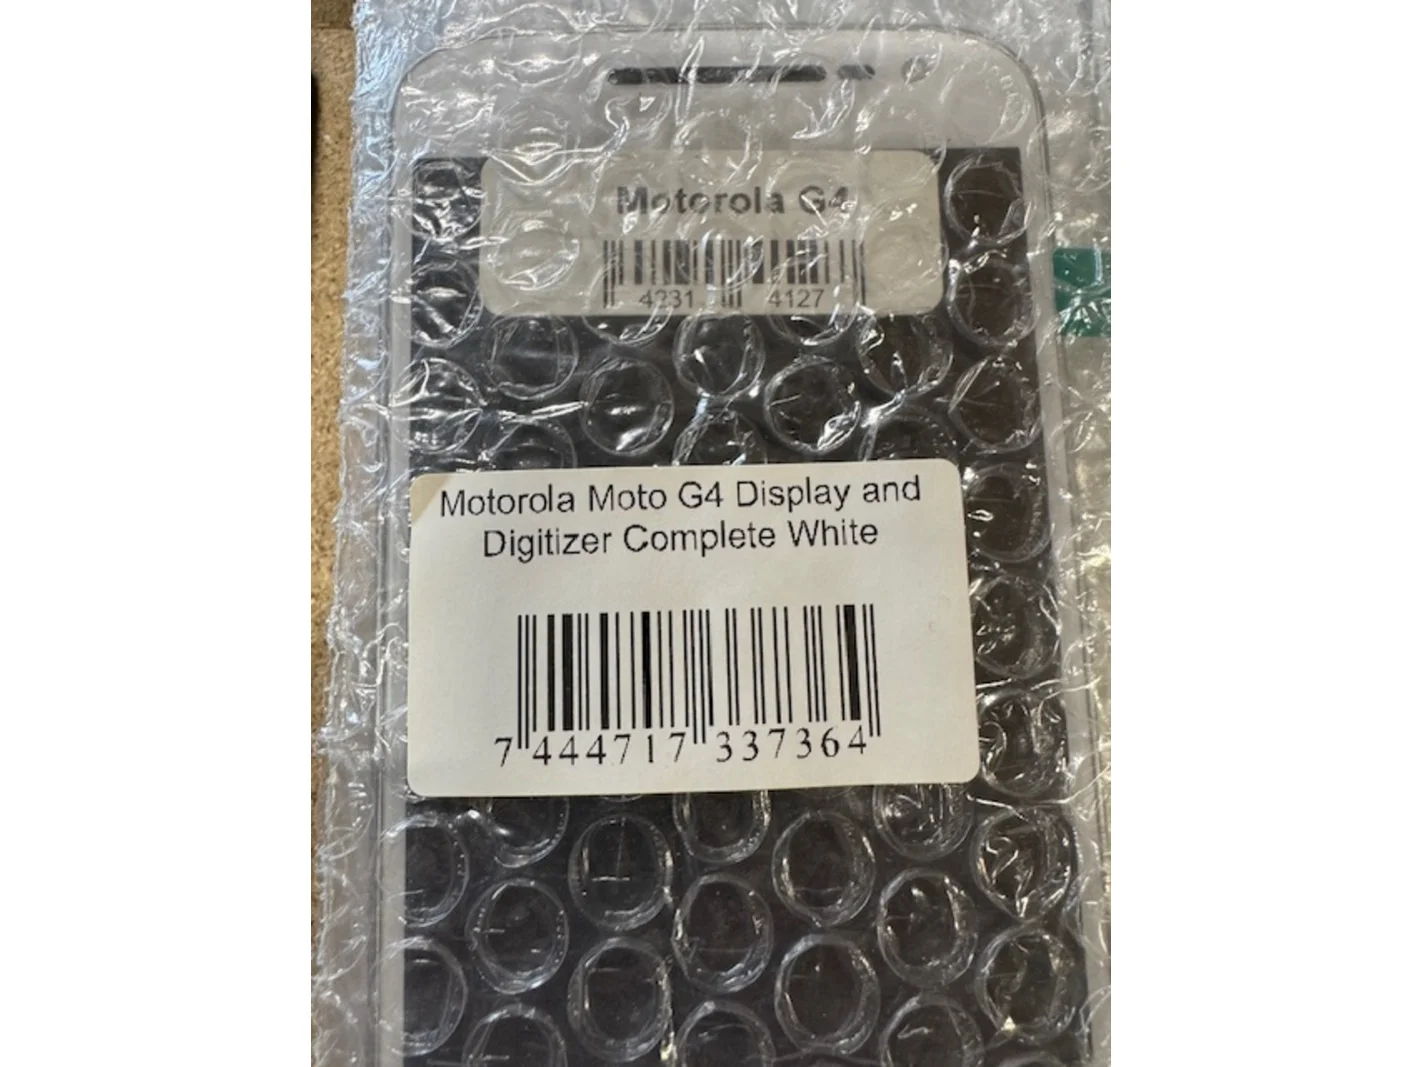 Motorola G4
4231 4127
Motorola Moto G4 Display and
Digitizer Complete White
7 444717 337364